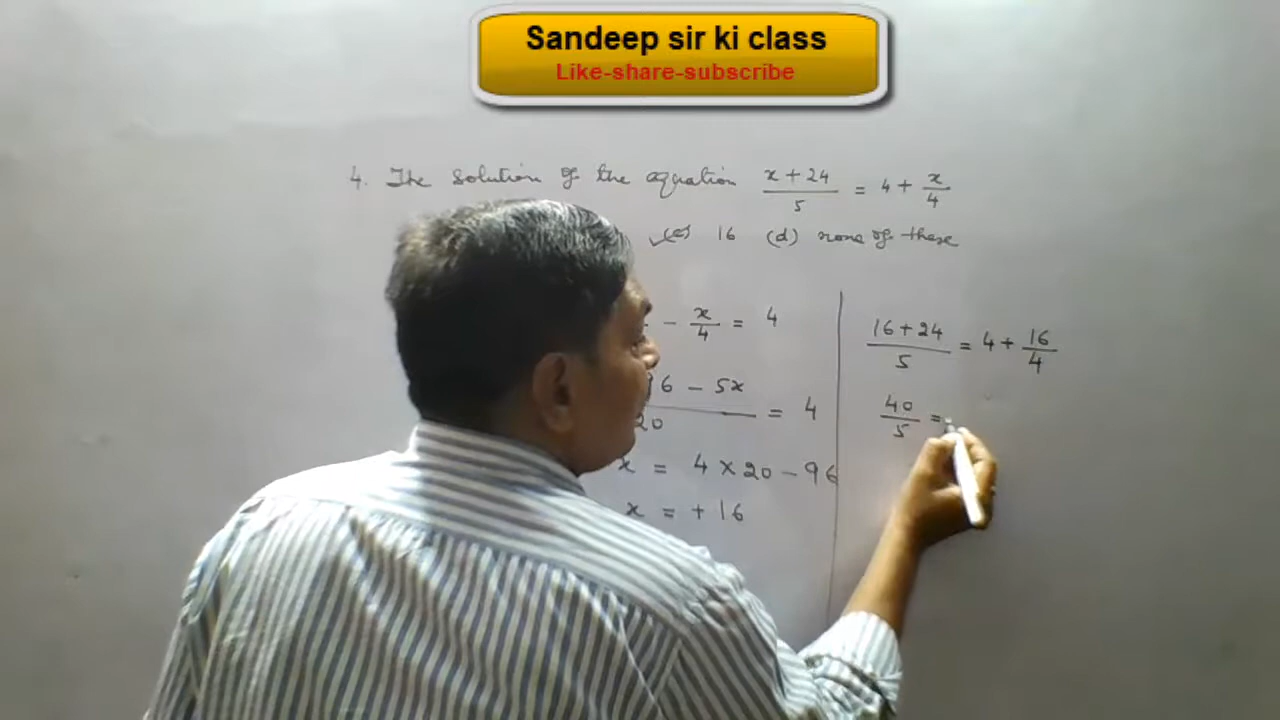 Sandeep sir ki class
Like-share-subscribe
4. The solution of the equation x+24/5 = 4 + x/4
(c) 16 (d) none of these
- x/4 = 4
96 - 5x/20 = 4
x = 4 × 20 - 96
x = + 16
16+24/5 = 4 + 16/4
40/5 =